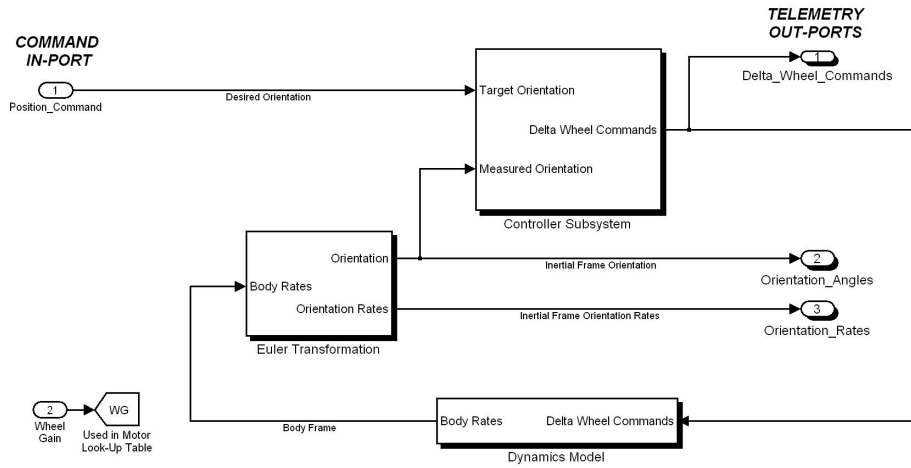 COMMAND
IN-PORT
TELEMETRY
OUT-PORTS
1
Position_Command
Desired Orientation
Target Orientation
Delta Wheel Commands
Measured Orientation
Controller Subsystem
1
Delta_Wheel_Commands
Orientation
Body Rates
Orientation Rates
Euler Transformation
Inertial Frame Orientation
2
Orientation_Angles
Inertial Frame Orientation Rates
3
Orientation_Rates
2
Wheel
Gain
WG
Used in Motor
Look-Up Table
Body Frame
Body Rates
Delta Wheel Commands
Dynamics Model